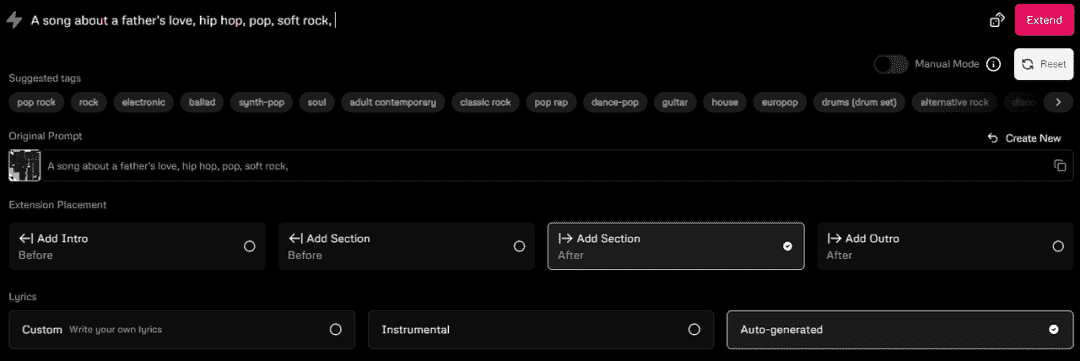 A song about a father's love, hip hop, pop, soft rock,
Extend
Manual Mode
Reset
Suggested tags
pop rock rock electronic ballad synth-pop soul adult contemporary classic rock pop rap dance-pop guitar house europop drums (drum set) alternative rock disco
Original Prompt
Create New
A song about a father's love, hip hop, pop, soft rock,
Extension Placement
Add Intro Add Section Add Section Add Outro
Before Before After After
Lyrics
Custom Write your own lyrics Instrumental Auto-generated